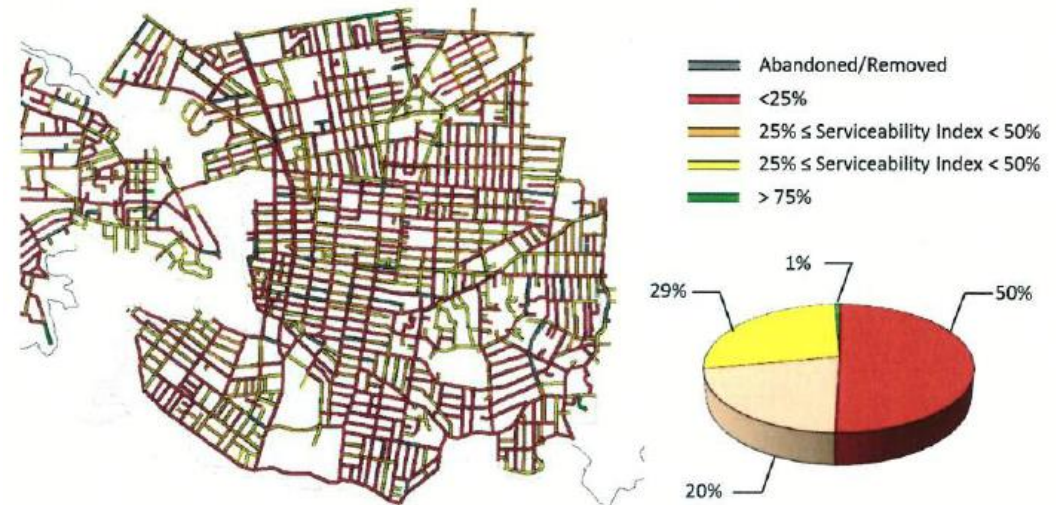 Abandoned/Removed
<25%
25% ≤ Serviceability Index < 50%
25% ≤ Serviceability Index < 50%
> 75%
1%
29%
50%
20%